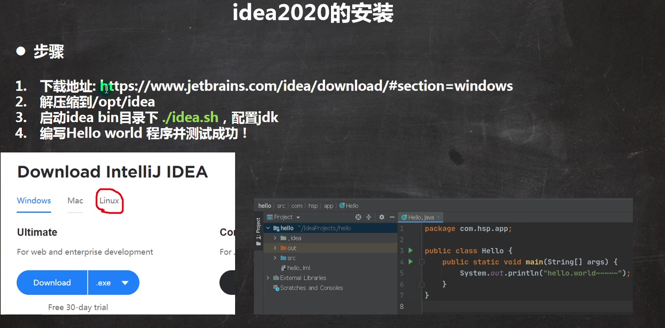 idea2020的安装
● 步骤
1. 下载地址: https://www.jetbrains.com/idea/download/#section=windows
2. 解压缩到/opt/idea
3. 启动idea bin目录下 ./idea.sh，配置jdk
4. 编写Hello world 程序并测试成功！
Download IntelliJ IDEA
Windows Mac Linux
Ultimate
For web and enterprise development
Download .exe
Free 30-day trial
Co
For
hello src com hsp app Hello
Project
hello ~/IdeaProjects/hello
.idea
out
src
hello.iml
External Libraries
Scratches and Consoles
1: Project
Hello.java
1 package com.hsp.app;
2
3 public class Hello {
4 public static void main(String[] args) {
5 System.out.println("hello.world-----");
6 }
7 }
8